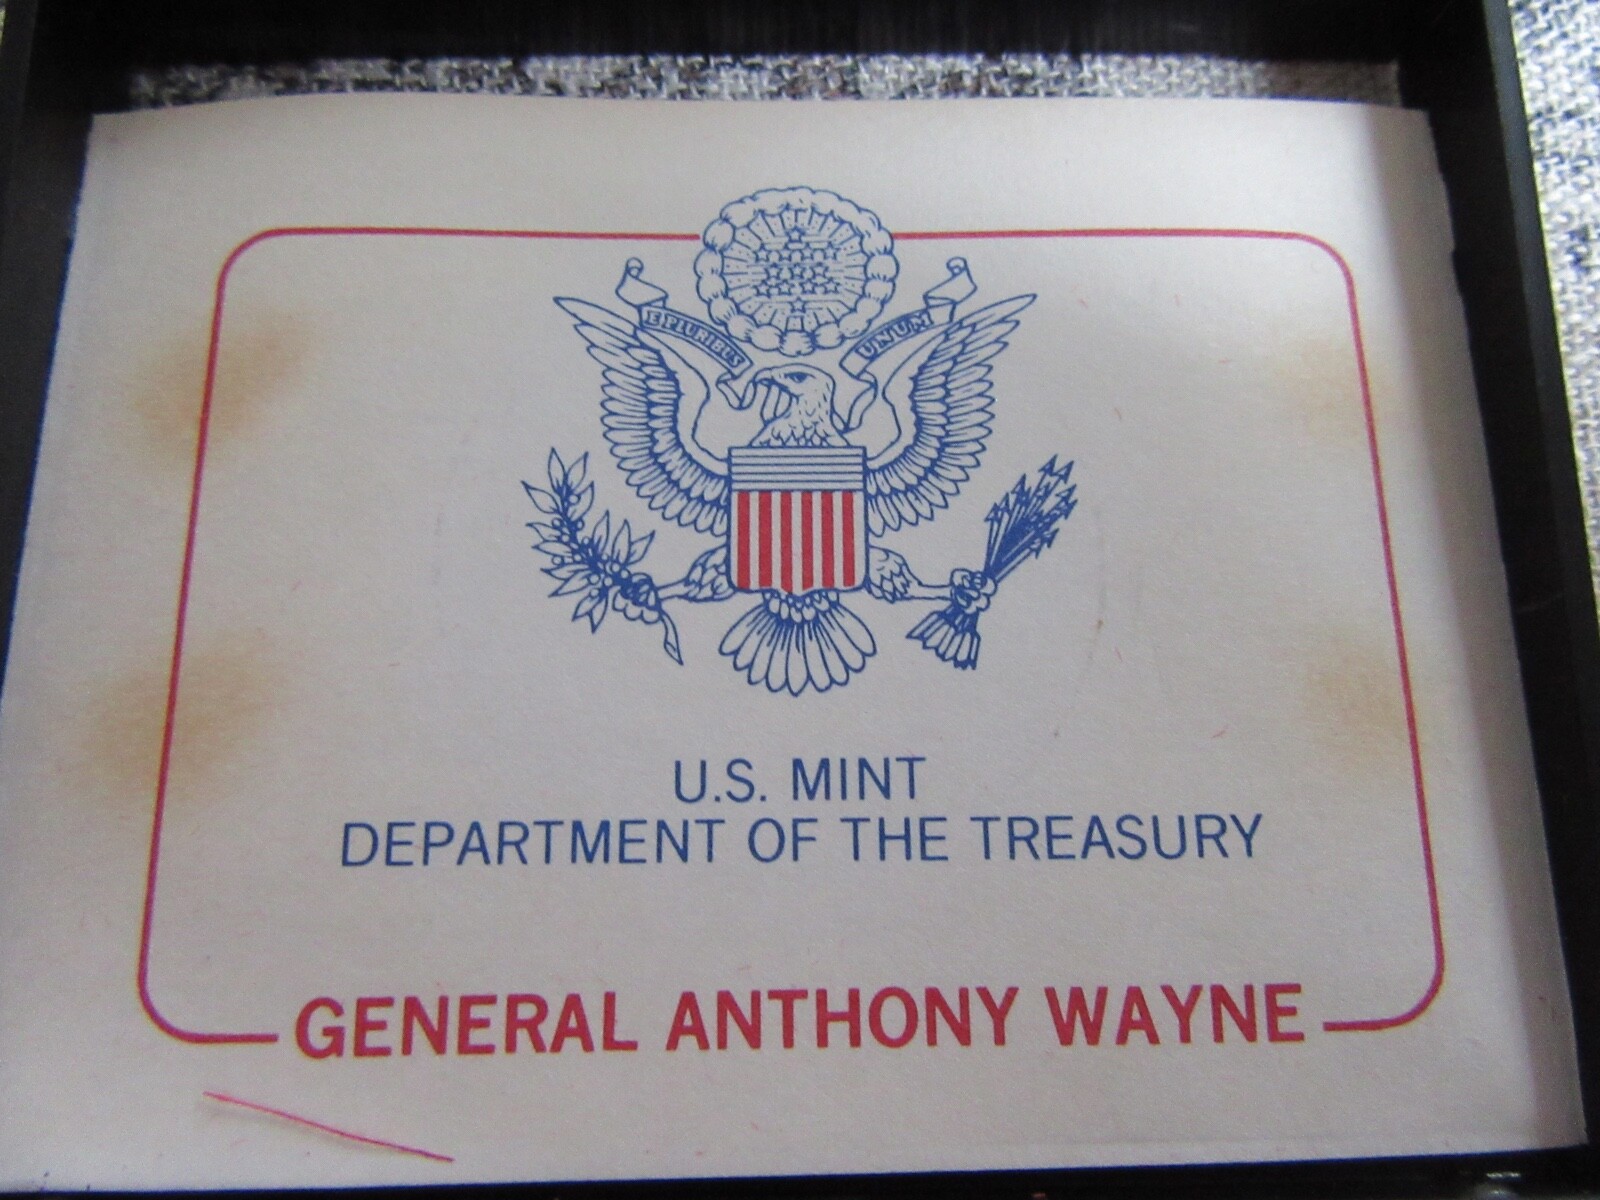 E PLURIBUS UNUM
U.S. MINT
DEPARTMENT OF THE TREASURY
GENERAL ANTHONY WAYNE